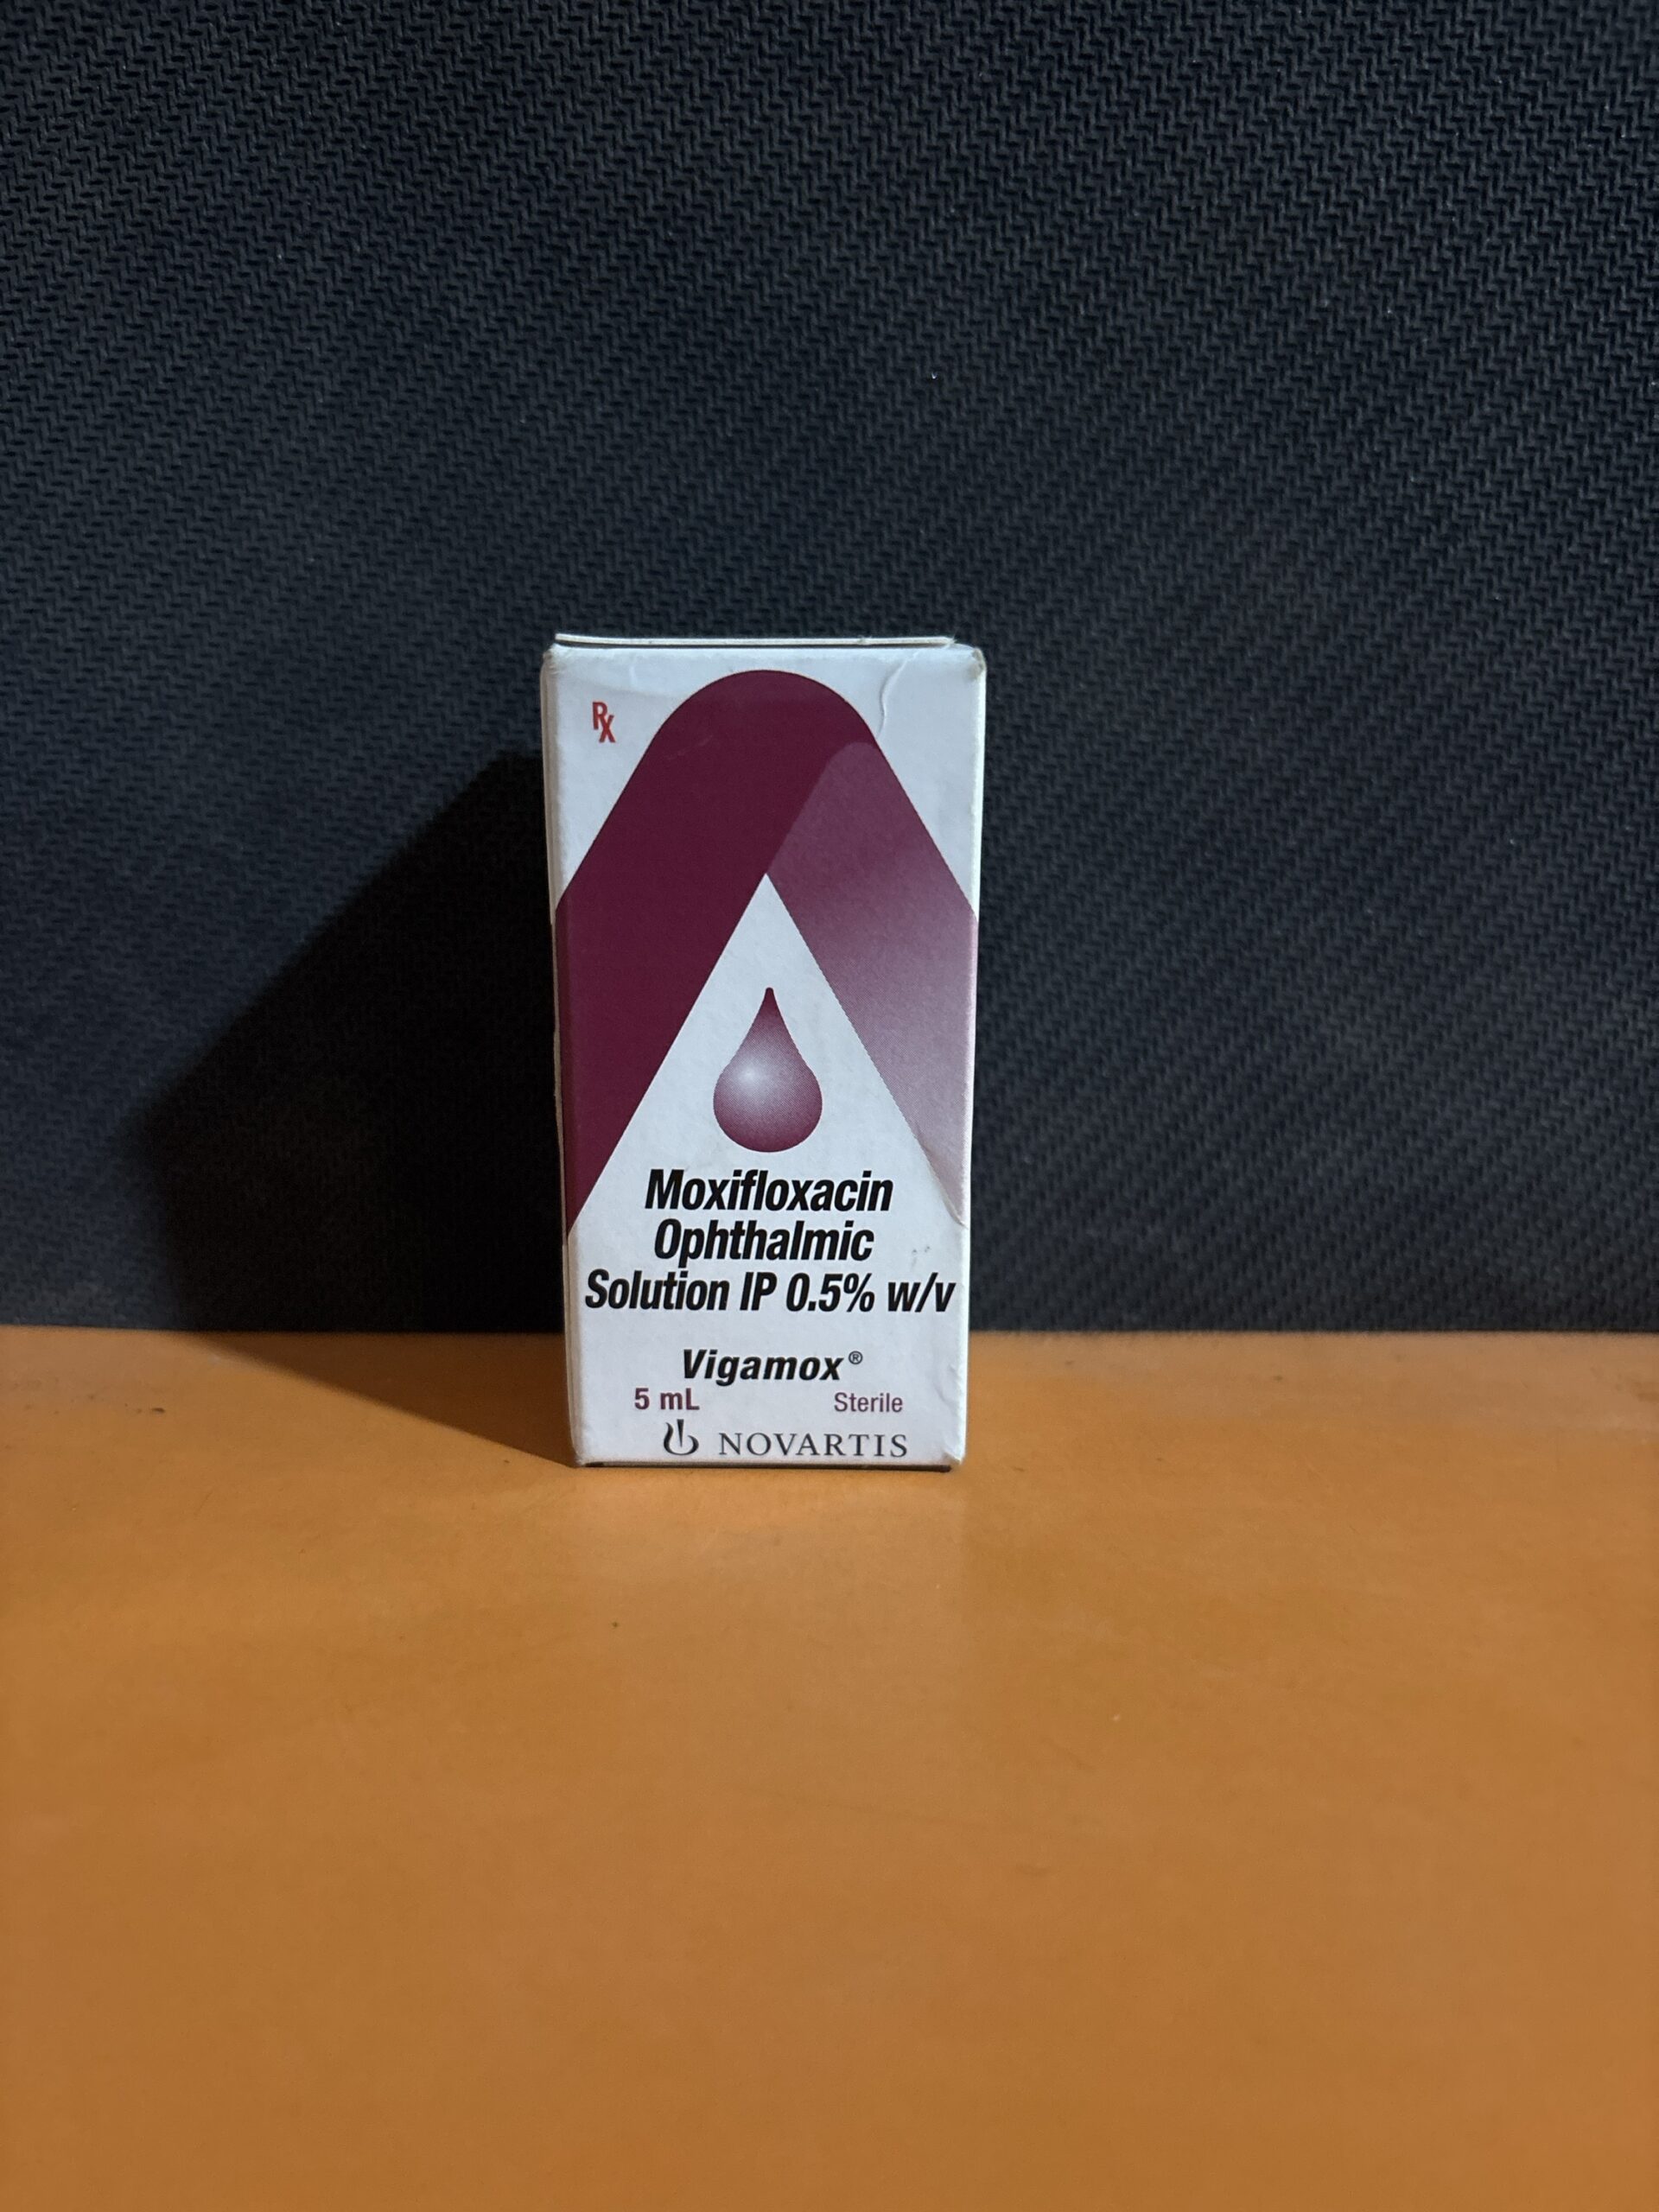 Rx
Moxifloxacin
Ophthalmic
Solution IP 0.5% w/v
Vigamox®
5 mL Sterile
NOVARTIS